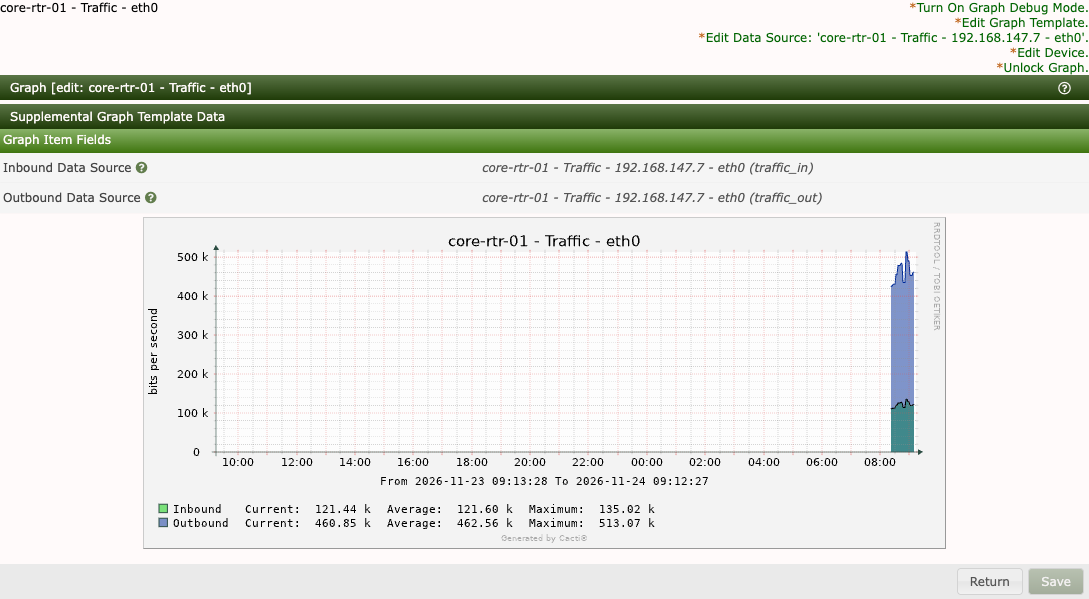 core-rtr-01 - Traffic - eth0
*Turn On Graph Debug Mode.
*Edit Graph Template.
*Edit Data Source: 'core-rtr-01 - Traffic - 192.168.147.7 - eth0'.
*Edit Device.
*Unlock Graph.
Graph [edit: core-rtr-01 - Traffic - eth0]
Supplemental Graph Template Data
Graph Item Fields
Inbound Data Source core-rtr-01 - Traffic - 192.168.147.7 - eth0 (traffic_in)
Outbound Data Source core-rtr-01 - Traffic - 192.168.147.7 - eth0 (traffic_out)
core-rtr-01 - Traffic - eth0
RRDTOOL / TOBI OETIKER
bits per second
500 k
400 k
300 k
200 k
100 k
0
10:00 12:00 14:00 16:00 18:00 20:00 22:00 00:00 02:00 04:00 06:00 08:00
From 2026-11-23 09:13:28 To 2026-11-24 09:12:27
Inbound Current: 121.44 k Average: 121.60 k Maximum: 135.02 k
Outbound Current: 460.85 k Average: 462.56 k Maximum: 513.07 k
Generated by Cacti®
Return Save